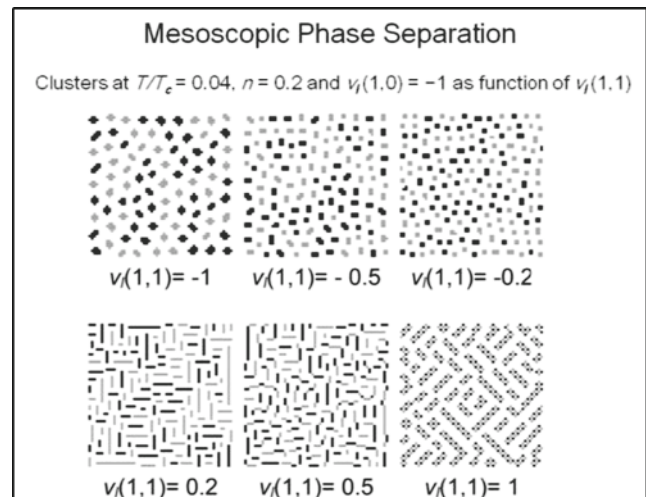 Mesoscopic Phase Separation
Clusters at T/Tc = 0.04, n = 0.2 and vl(1,0) = −1 as function of vl(1,1)
vl(1,1)= -1 vl(1,1)= - 0.5 vl(1,1)= -0.2
vl(1,1)= 0.2 vl(1,1)= 0.5 vl(1,1)= 1